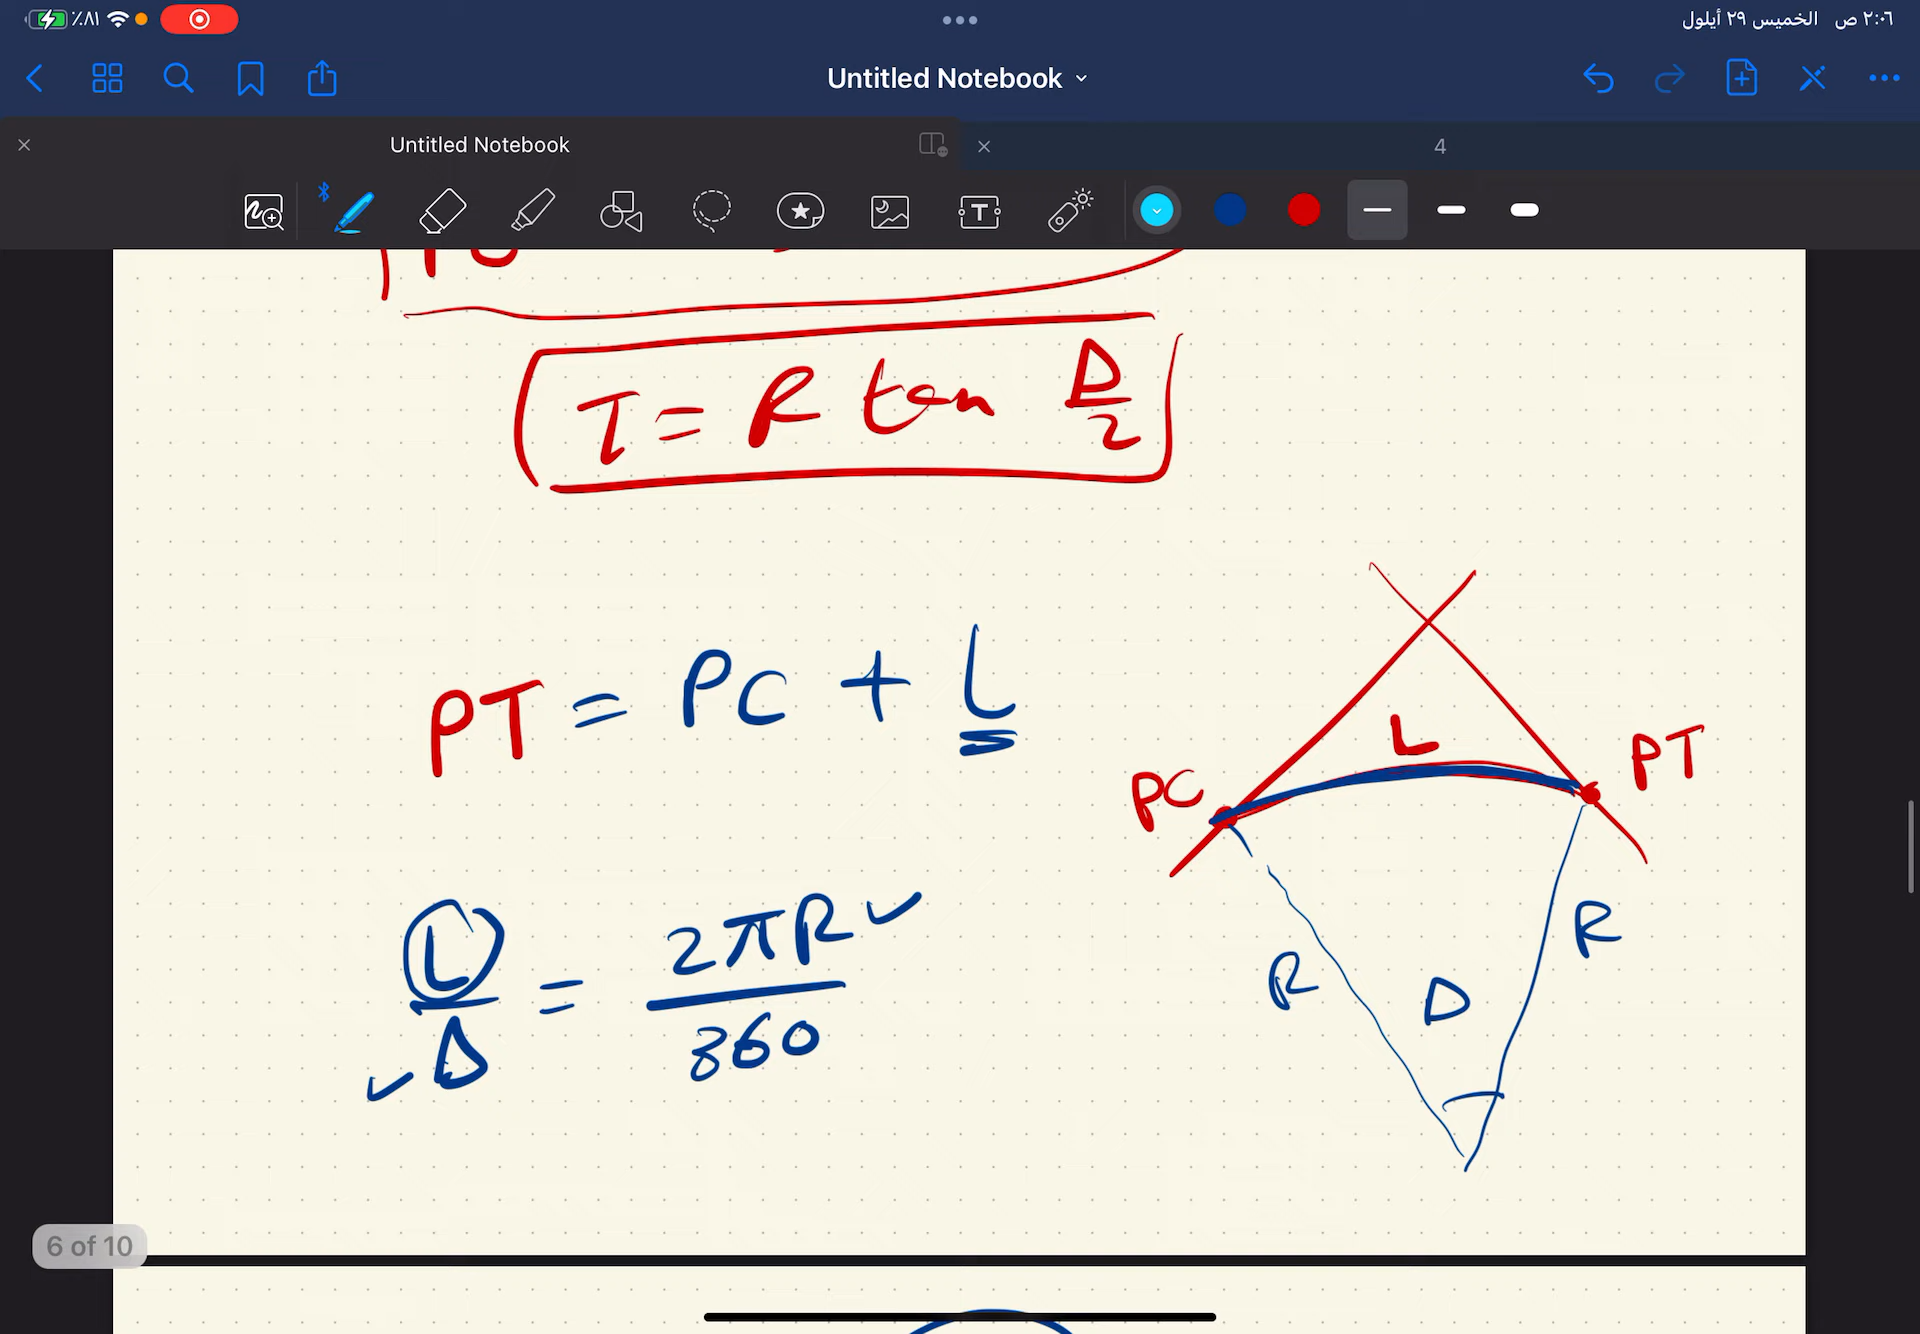 ٪٨١
٢:٠٦ ص الخميس ٢٩ أيلول
Untitled Notebook
Untitled Notebook
4
T
T = R tan D/2
PT = PC + L
L
PC
PT
L/Δ = 2πR/360
R
D
R
6 of 10